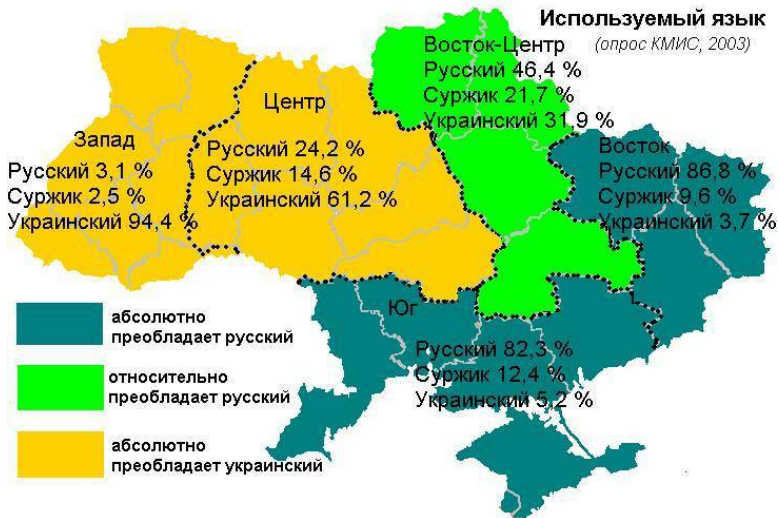 Используемый язык
(опрос КМИС, 2003)
Восток-Центр
Русский 46,4 %
Суржик 21,7 %
Украинский 31,9 %
Центр
Русский 24,2 %
Суржик 14,6 %
Украинский 61,2 %
Запад
Русский 3,1 %
Суржик 2,5 %
Украинский 94,4 %
Восток
Русский 86,8 %
Суржик 9,6 %
Украинский 3,7 %
Юг
Русский 82,3 %
Суржик 12,4 %
Украинский 5,2 %
абсолютно
преобладает русский
относительно
преобладает русский
абсолютно
преобладает украинский